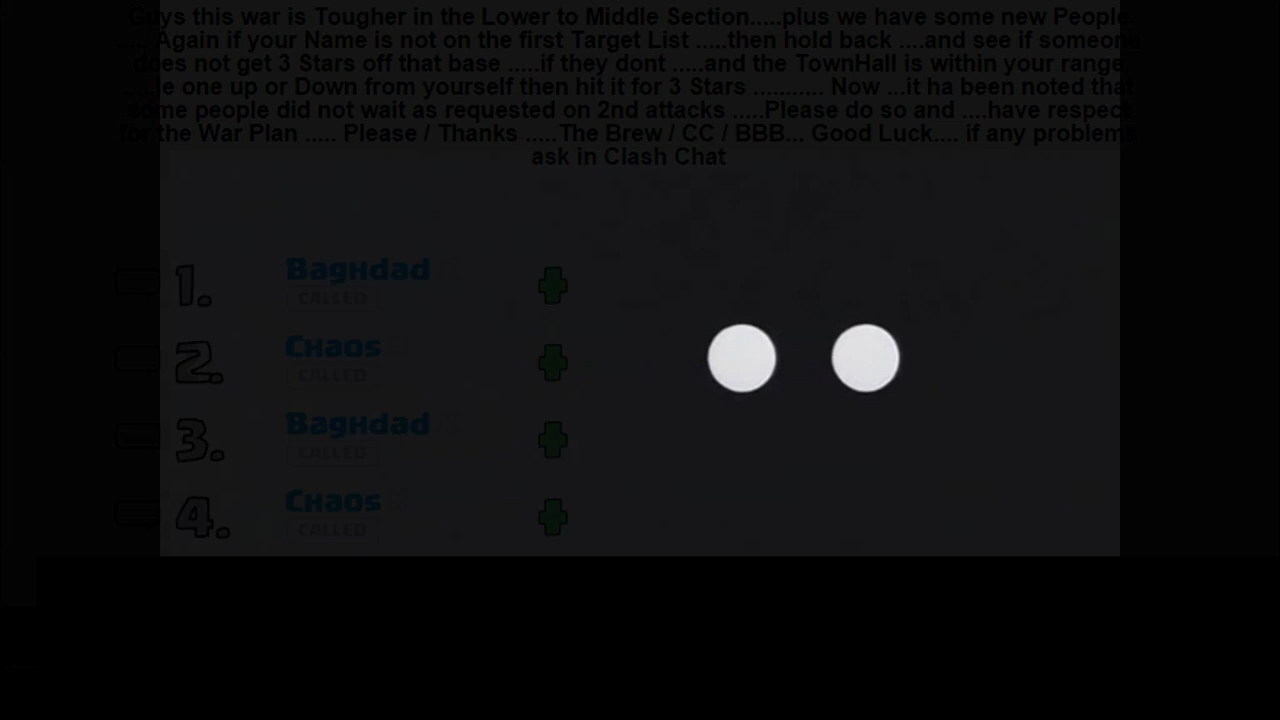 Guys this war is Tougher in the Lower to Middle Section.....plus we have some new People
..... Again if your Name is not on the first Target List .....then hold back ....and see if someone
does not get 3 Stars off that base .....if they dont .....and the TownHall is within your range
.....ie one up or Down from yourself then hit it for 3 Stars ........... Now ...it ha been noted that
some people did not wait as requested on 2nd attacks .....Please do so and ....have respect
for the War Plan ..... Please / Thanks .....The Brew / CC / BBB... Good Luck.... if any problems
ask in Clash Chat
1. Baghdad
CALLED
2. Chaos
CALLED
3. Baghdad
CALLED
4. Chaos
CALLED